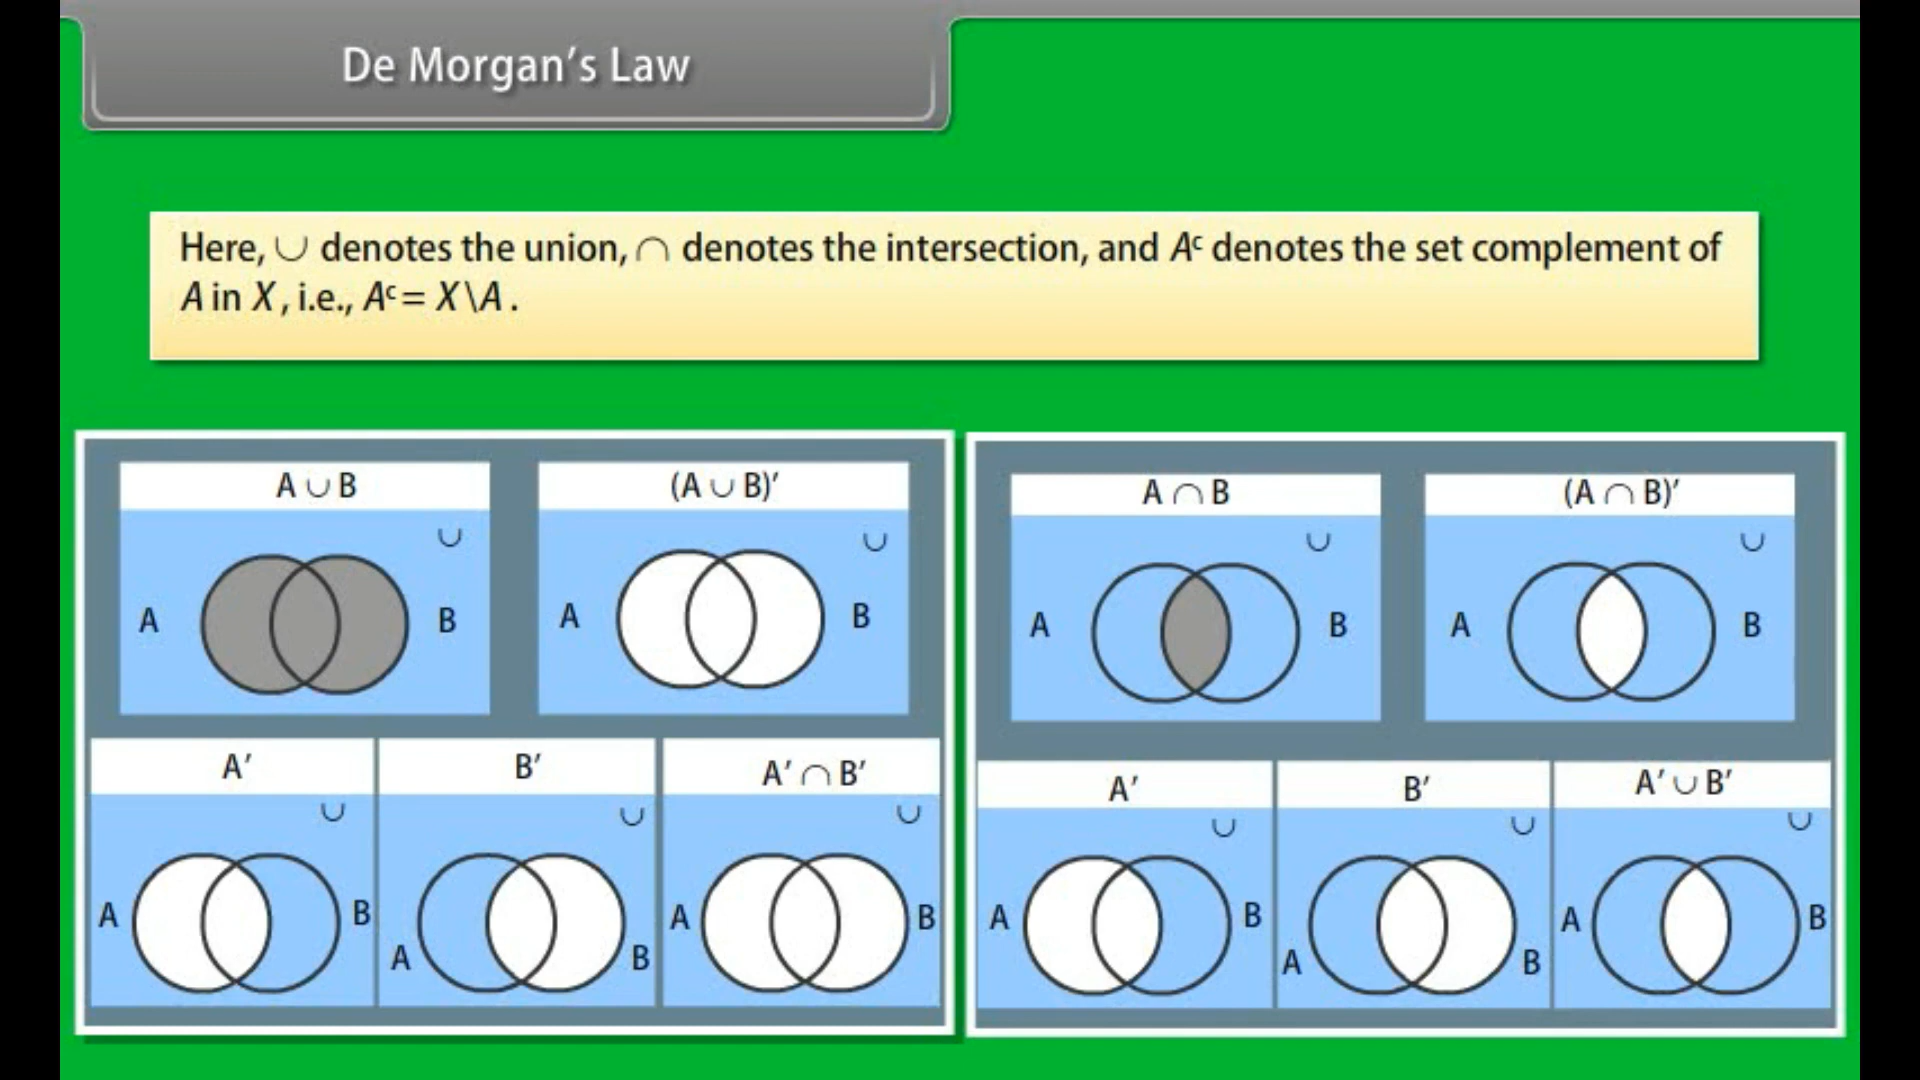 De Morgan's Law
Here, ∪ denotes the union, ∩ denotes the intersection, and Aᶜ denotes the set complement of
A in X, i.e., Aᶜ = X\A.
A ∪ B
∪
A
B
(A ∪ B)′
∪
A
B
A′
∪
A
B
B′
∪
A
B
A′ ∩ B′
∪
A
B
A ∩ B
∪
A
B
(A ∩ B)′
∪
A
B
A′
∪
A
B
B′
∪
A
B
A′ ∪ B′
∪
A
B